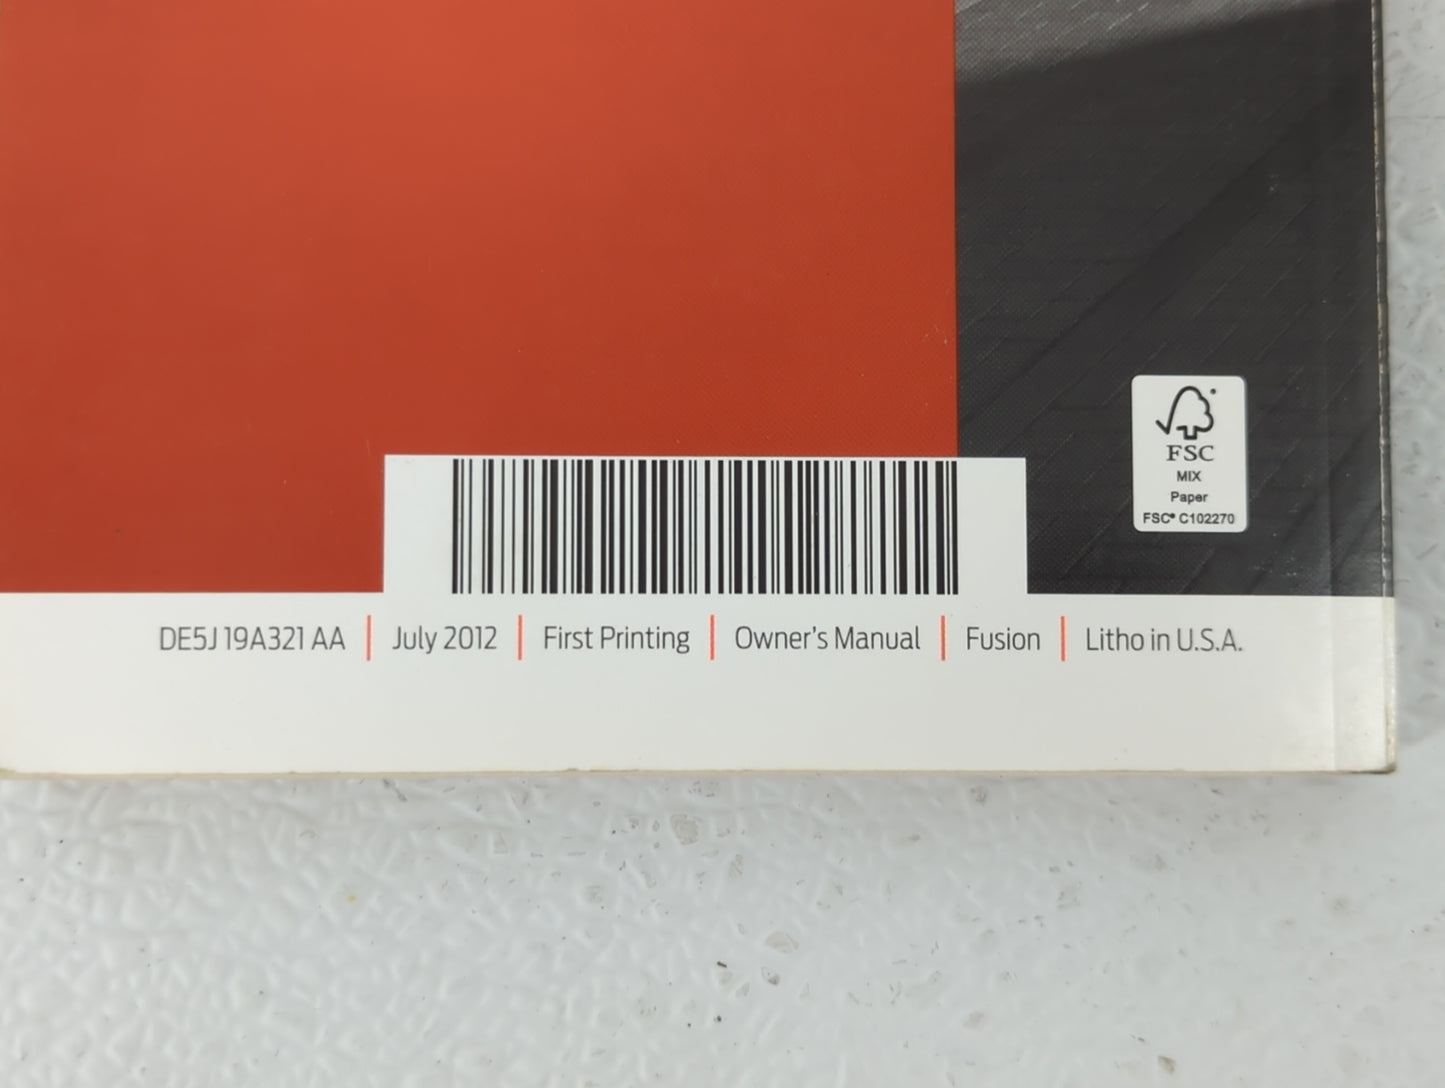 FSC
MIX
Paper
FSC® C102270
DE5J 19A321 AA | July 2012 | First Printing | Owner's Manual | Fusion | Litho in U.S.A.